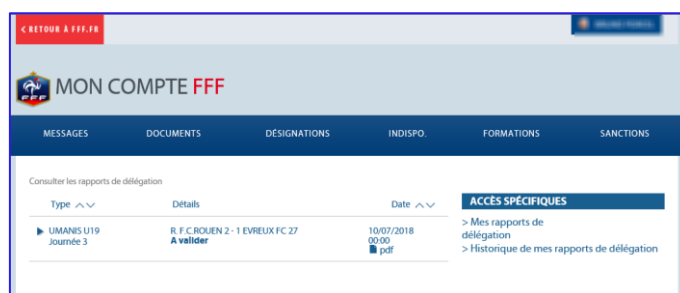 < RETOUR À FFF.FR
FFF
MON COMPTE FFF
MESSAGES DOCUMENTS DÉSIGNATIONS INDISPO. FORMATIONS SANCTIONS
Consulter les rapports de délégation
Type Détails Date
UMANIS U19
Journée 3
R. F.C.ROUEN 2 - 1 EVREUX FC 27
A valider
10/07/2018
00:00
pdf
ACCÈS SPÉCIFIQUES
> Mes rapports de
délégation
> Historique de mes rapports de délégation